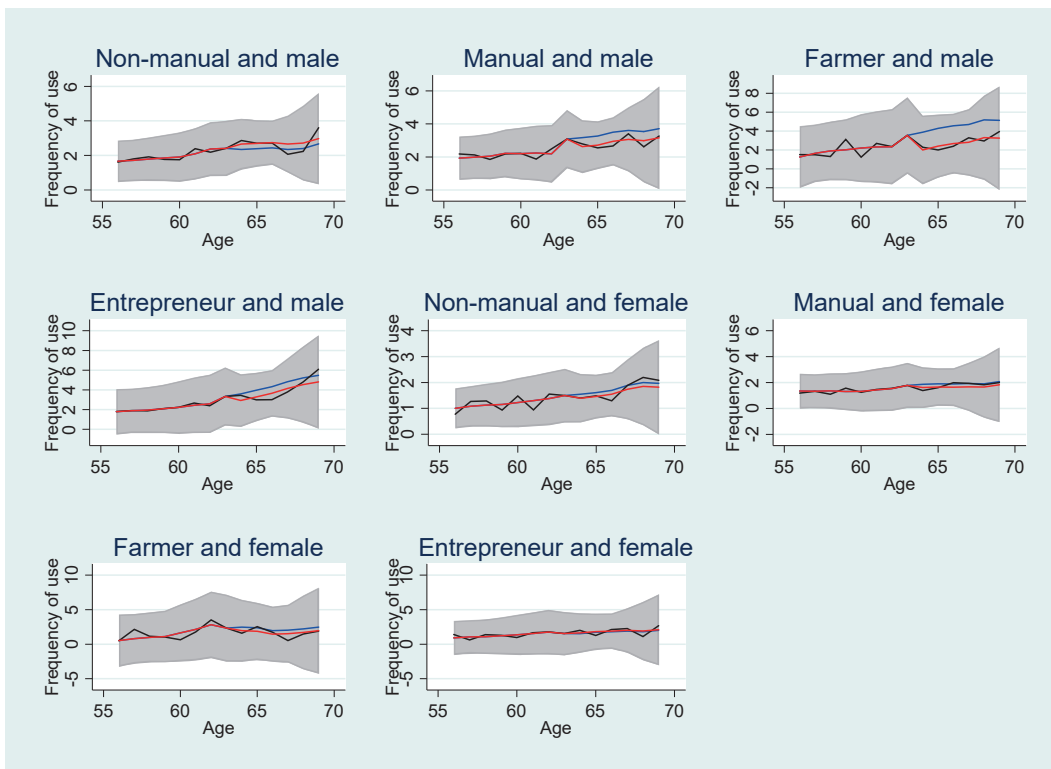 Non-manual and male
Frequency of use
0 2 4 6
55 60 65 70
Age
Manual and male
Frequency of use
0 2 4 6
55 60 65 70
Age
Farmer and male
Frequency of use
-2 0 2 4 6 8
55 60 65 70
Age
Entrepreneur and male
Frequency of use
0 2 4 6 8 10
55 60 65 70
Age
Non-manual and female
Frequency of use
0 1 2 3 4
55 60 65 70
Age
Manual and female
Frequency of use
-2 0 2 4 6
55 60 65 70
Age
Farmer and female
Frequency of use
-5 0 5 10
55 60 65 70
Age
Entrepreneur and female
Frequency of use
-5 0 5 10
55 60 65 70
Age